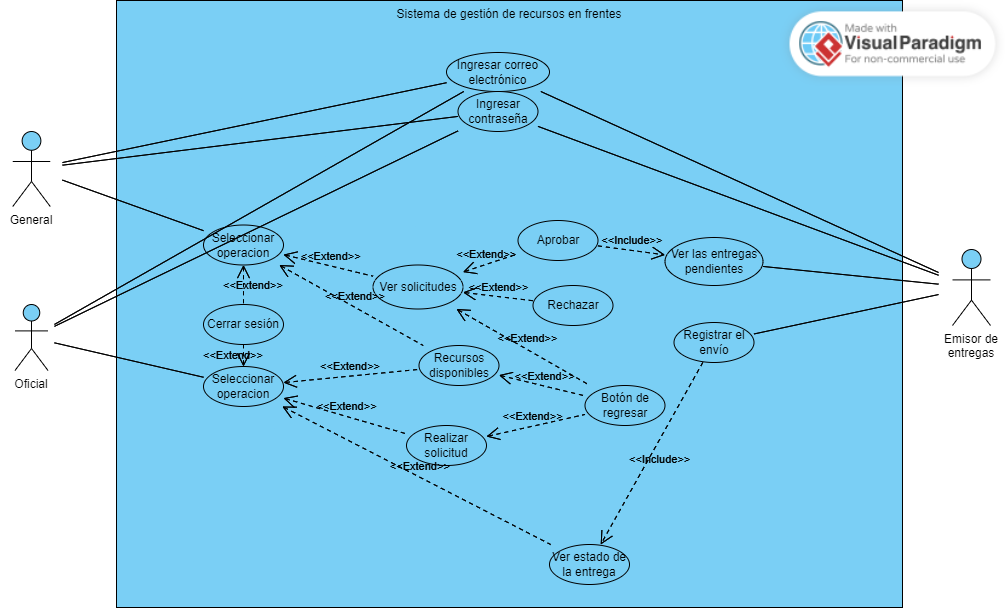 Sistema de gestión de recursos en frentes
Made with
VisualParadigm
For non-commercial use
Ingresar correo
electrónico
Ingresar
contraseña
General
Seleccionar
operacion
Aprobar
<<Include>>
Ver las entregas
pendientes
<<Extend>>
<<Extend>>
Ver solicitudes
<<Extend>>
<<Extend>>
<<Extend>>
Rechazar
Cerrar sesión
Registrar el
envío
Emisor de
entregas
Oficial
<<Extend>>
<<Extend>>
Recursos
disponibles
<<Extend>>
<<Extend>>
Seleccionar
operacion
Botón de
regresar
<<Extend>>
<<Extend>>
Realizar
solicitud
<<Extend>>
<<Include>>
Ver estado de
la entrega